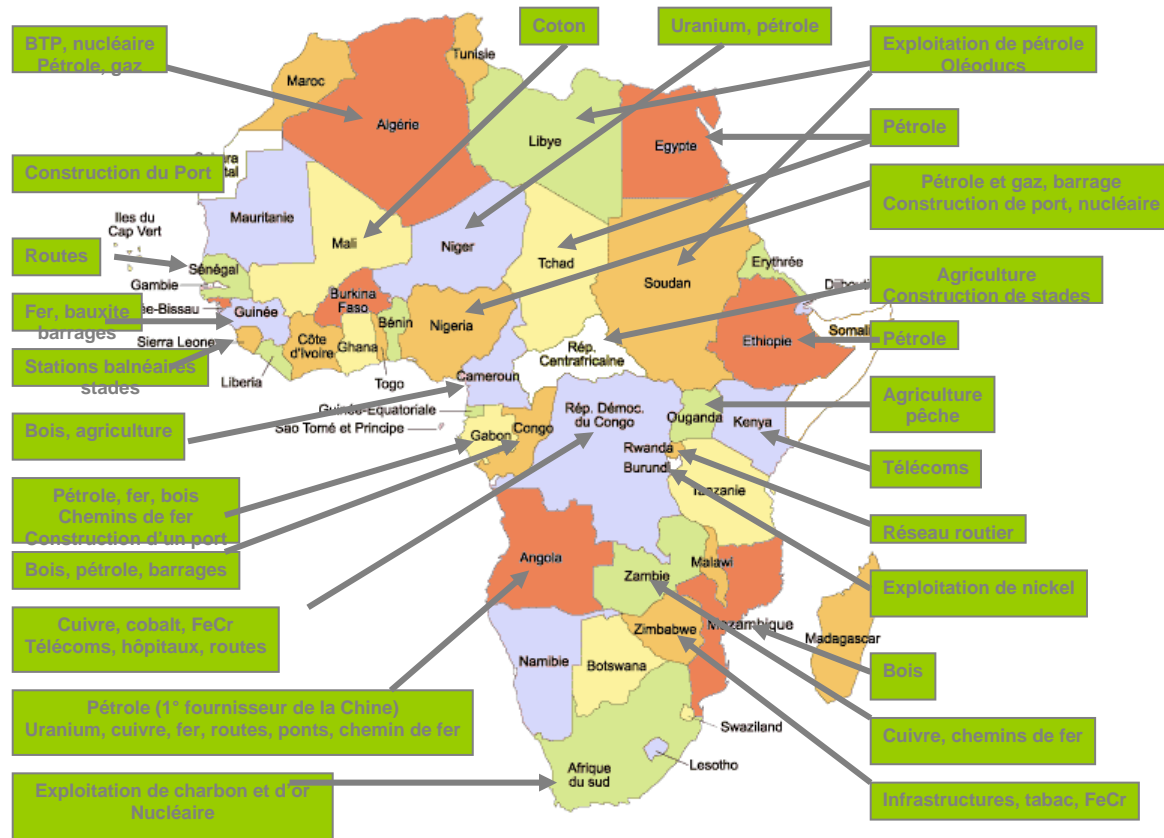 BTP, nucléaire
Pétrole, gaz
Coton
Uranium, pétrole
Exploitation de pétrole
Oléoducs
Pétrole
Pétrole et gaz, barrage
Construction de port, nucléaire
Construction du Port
Routes
Fer, bauxite
barrages
Stations balnéaires
stades
Bois, agriculture
Pétrole, fer, bois
Chemins de fer
Construction d'un port
Bois, pétrole, barrages
Cuivre, cobalt, FeCr
Télécoms, hôpitaux, routes
Pétrole (1° fournisseur de la Chine)
Uranium, cuivre, fer, routes, ponts, chemin de fer
Exploitation de charbon et d'or
Nucléaire
Agriculture
Construction de stades
Pétrole
Agriculture
pêche
Télécoms
Réseau routier
Exploitation de nickel
Bois
Cuivre, chemins de fer
Infrastructures, tabac, FeCr
Maroc
Tunisie
Algérie
Libye
Egypte
Mauritanie
Iles du
Cap Vert
Mali
Niger
Tchad
Soudan
Erythrée
Sénégal
Gambie
ée-Bissau
Guinée
Sierra Leone
Liberia
Côte
d'Ivoire
Burkina
Faso
Ghana
Togo
Bénin
Nigeria
Cameroun
Rép.
Centrafricaine
Ethiopie
Djibouti
Somali
Guinée-Equatoriale
Sao Tomé et Principe
Gabon
Congo
Rép. Démoc.
du Congo
Ouganda
Kenya
Rwanda
Burundi
Tanzanie
Angola
Zambie
Malawi
Mozambique
Zimbabwe
Madagascar
Namibie
Botswana
Swaziland
Lesotho
Afrique
du sud